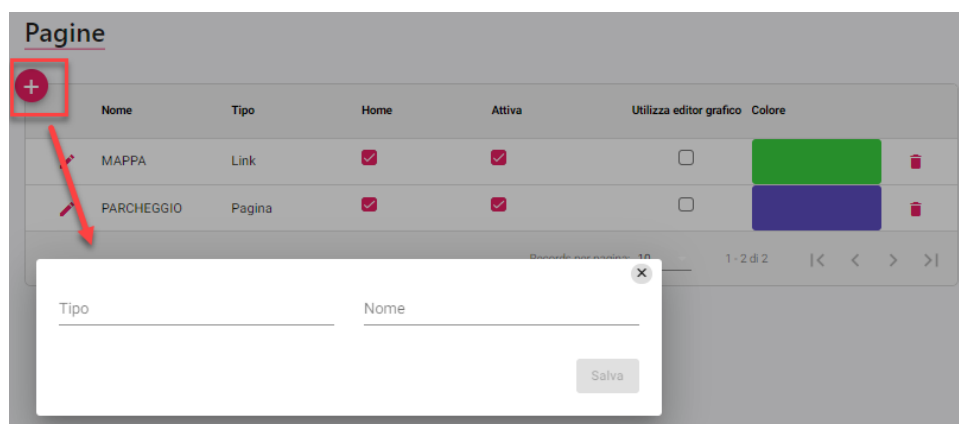 Pagine
Nome Tipo Home Attiva Utilizza editor grafico Colore
MAPPA Link
PARCHEGGIO Pagina
Records per pagina: 10 1 - 2 di 2
Tipo Nome
Salva